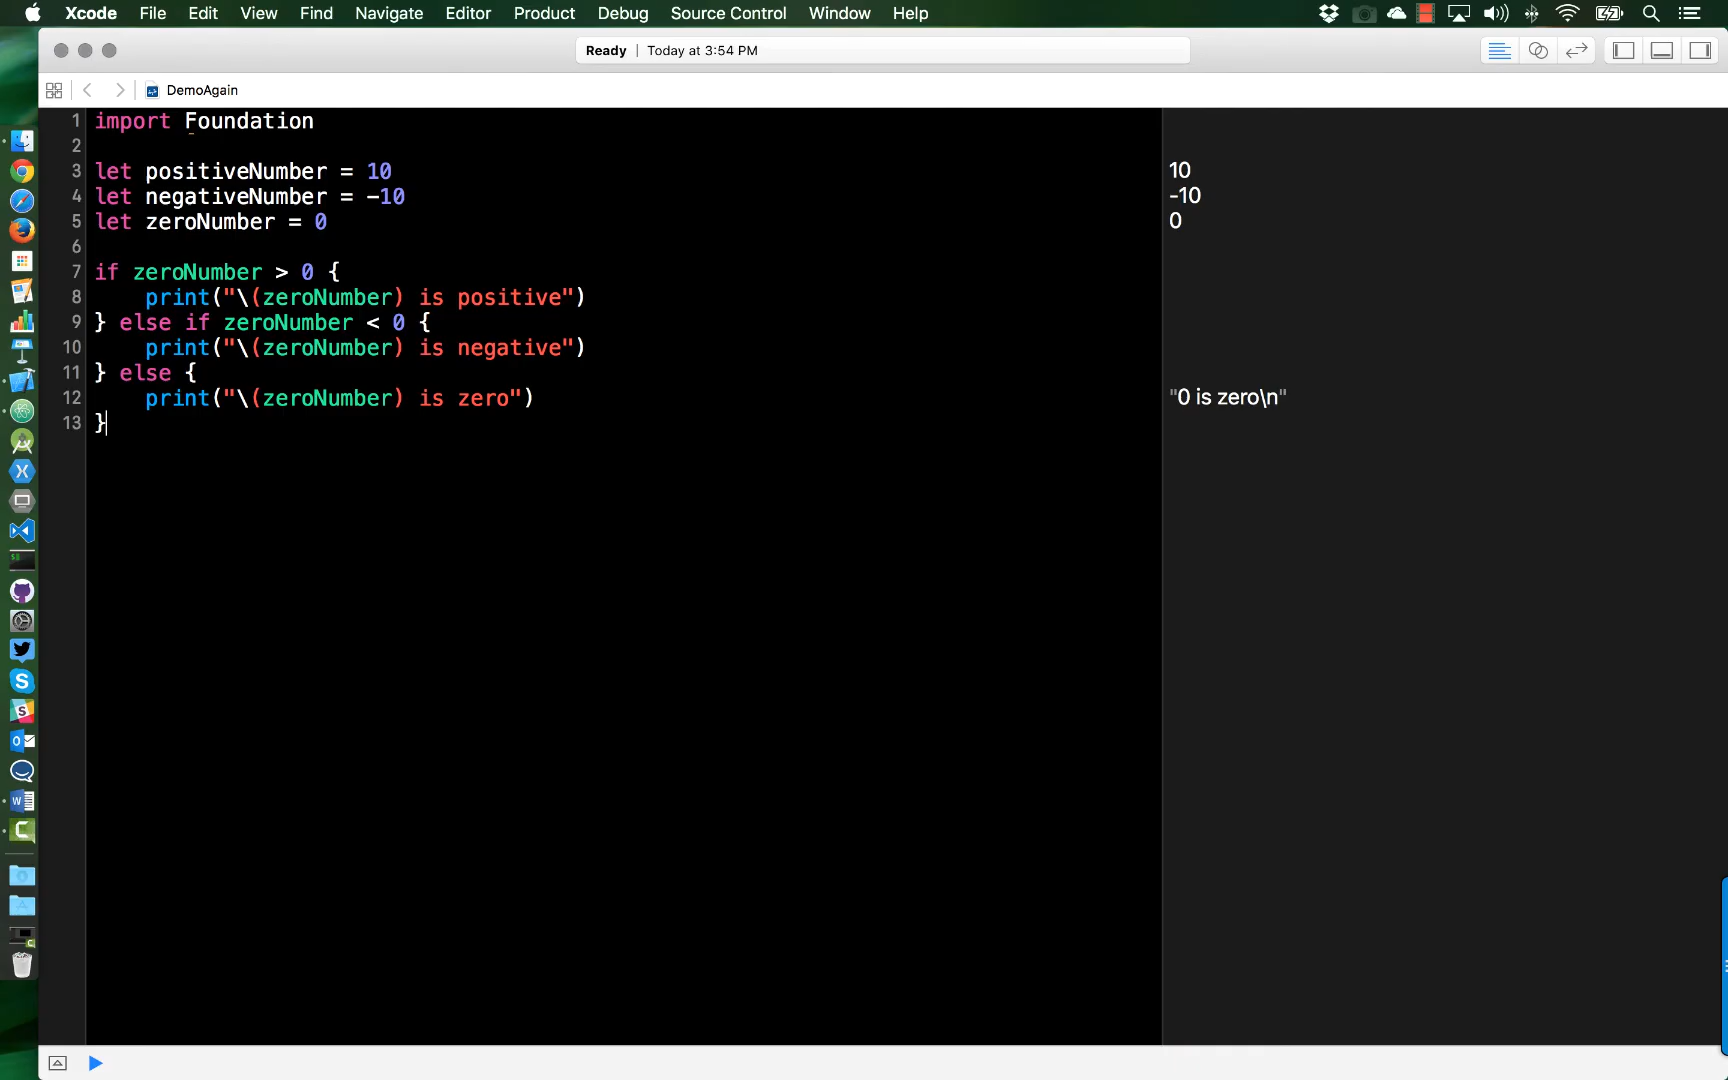 Xcode File Edit View Find Navigate Editor Product Debug Source Control Window Help
Ready | Today at 3:54 PM
DemoAgain
1 import Foundation
2
3 let positiveNumber = 10
10
4 let negativeNumber = -10
-10
5 let zeroNumber = 0
0
6
7 if zeroNumber > 0 {
8     print("\(zeroNumber) is positive")
9 } else if zeroNumber < 0 {
10     print("\(zeroNumber) is negative")
11 } else {
12     print("\(zeroNumber) is zero")
"0 is zero\n"
13 }